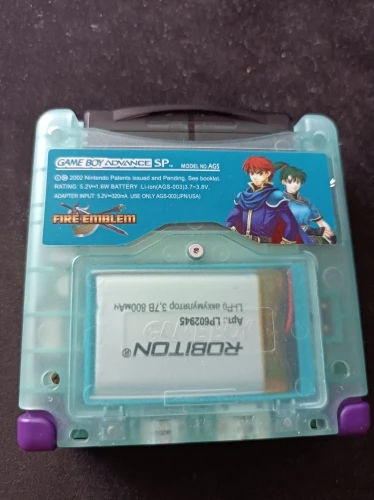 GAME BOY ADVANCE SP™ MODEL NO. AGS
© 2002 Nintendo Patents issued and Pending, See booklet.
RATING: 5.2V⎓1.6W BATTERY: Li-ion(AGS-003)3.7~3.8V.
ADAPTER INPUT: 5.2V⎓320mA. USE ONLY AGS-002(JPN/USA)
FIRE EMBLEM
ROBITON®
Арт.: LP602945
Li-Po аккумулятор 3,7В 800мАч